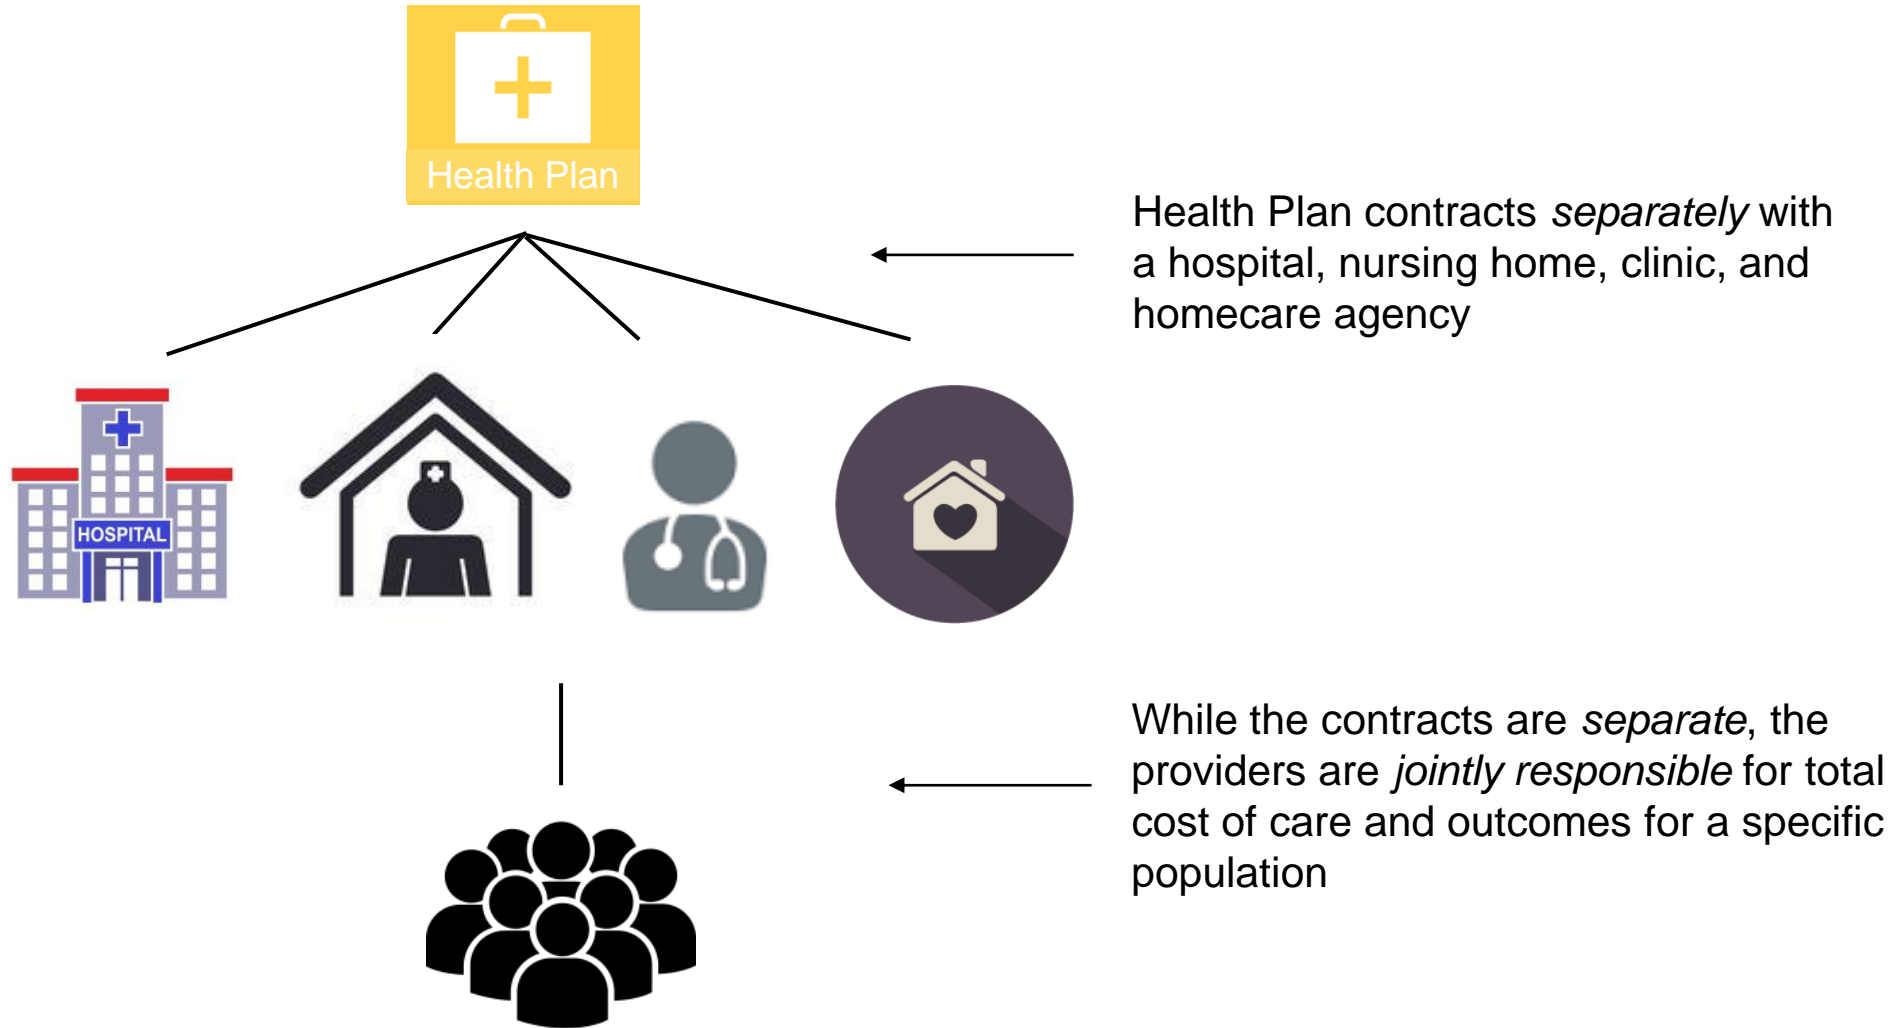 Health Plan
Health Plan contracts separately with
a hospital, nursing home, clinic, and
homecare agency
HOSPITAL
While the contracts are separate, the
providers are jointly responsible for total
cost of care and outcomes for a specific
population